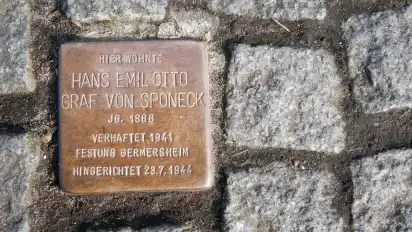 HIER WOHNTE
HANS EMIL OTTO
GRAF VON SPONECK
JG. 1888
VERHAFTET 1941
FESTUNG GERMERSHEIM
HINGERICHTET 23.7.1944